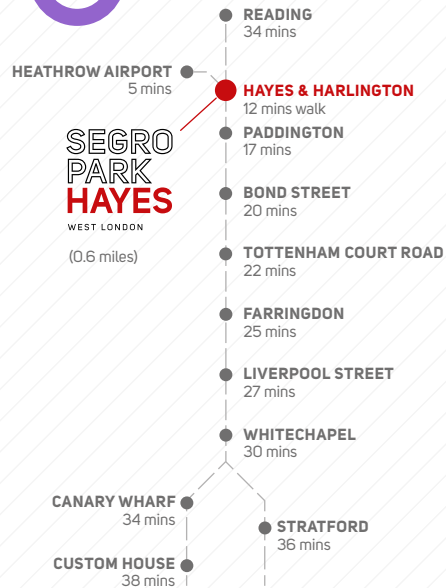 READING
34 mins
HEATHROW AIRPORT
5 mins
HAYES & HARLINGTON
12 mins walk
SEGRO
PARK
HAYES
WEST LONDON
(0.6 miles)
PADDINGTON
17 mins
BOND STREET
20 mins
TOTTENHAM COURT ROAD
22 mins
FARRINGDON
25 mins
LIVERPOOL STREET
27 mins
WHITECHAPEL
30 mins
CANARY WHARF
34 mins
STRATFORD
36 mins
CUSTOM HOUSE
38 mins